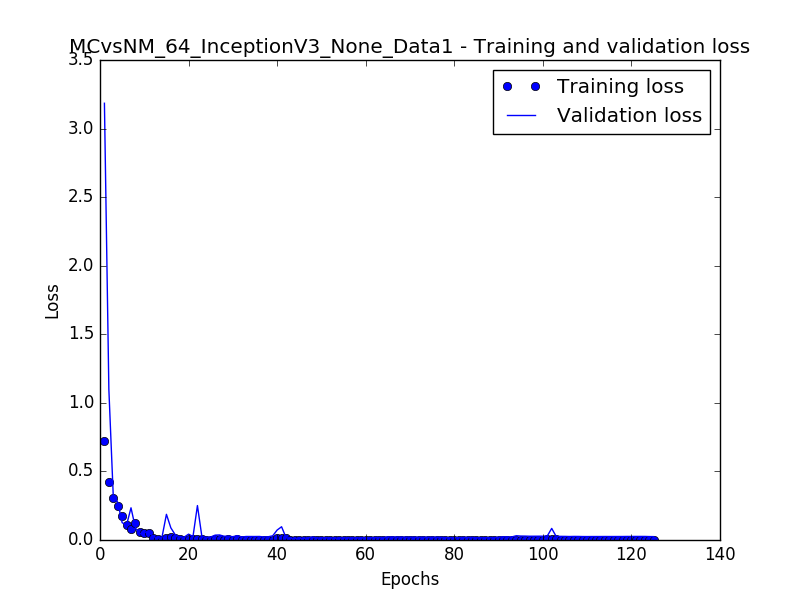 MCvsNM_64_InceptionV3_None_Data1 - Training and validation loss
3.5
3.0
2.5
2.0
1.5
1.0
0.5
0.0
Loss
Training loss
Validation loss
0 20 40 60 80 100 120 140
Epochs